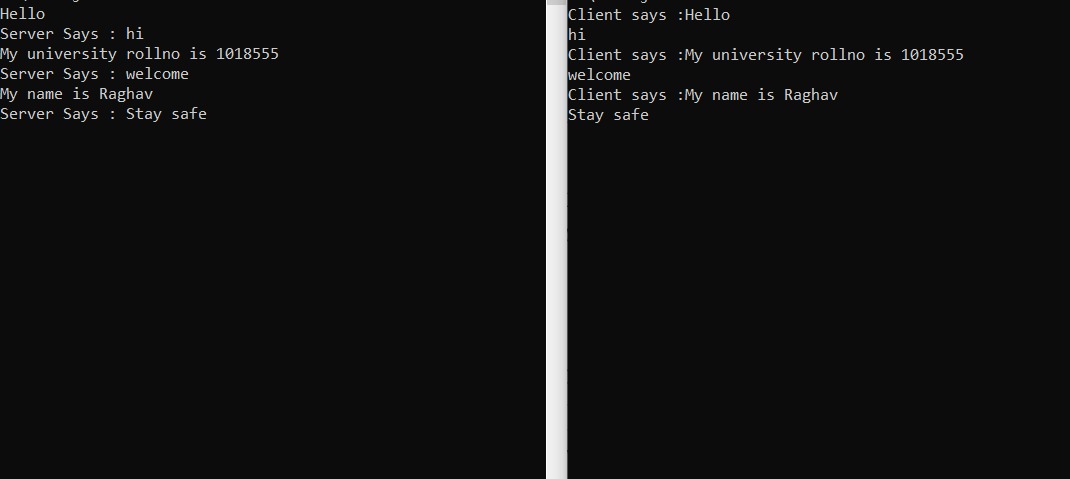 Hello
Server Says : hi
My university rollno is 1018555
Server Says : welcome
My name is Raghav
Server Says : Stay safe
Client says :Hello
hi
Client says :My university rollno is 1018555
welcome
Client says :My name is Raghav
Stay safe